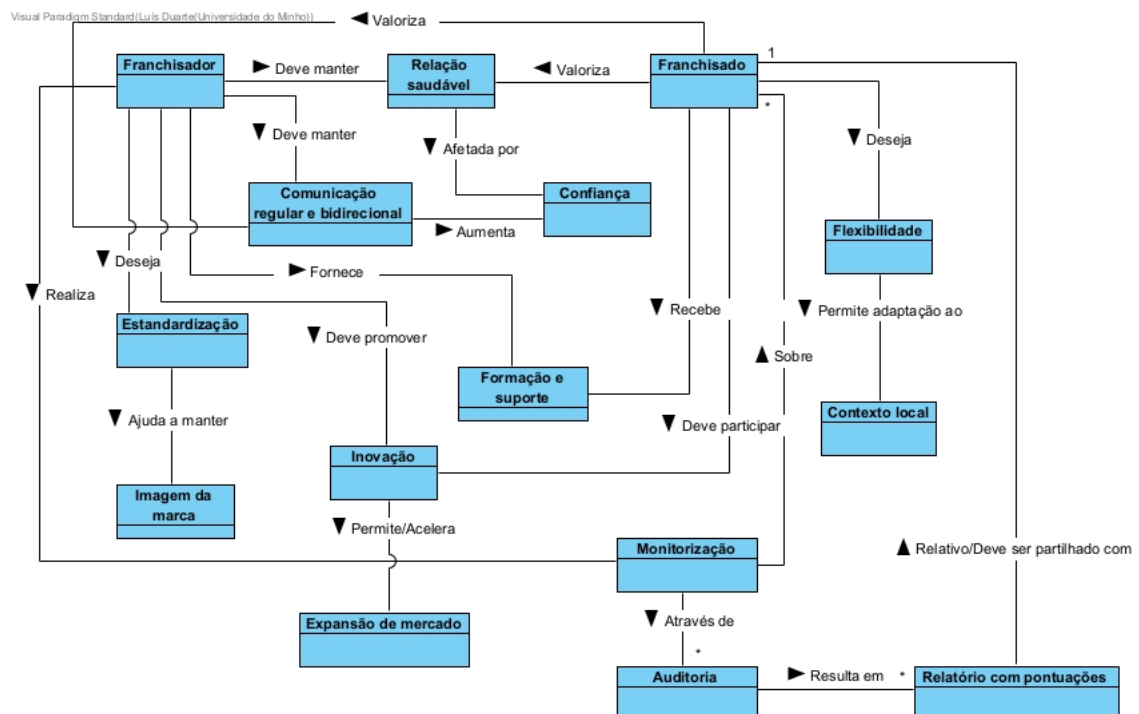 Visual Paradigm Standard(Luís Duarte(Universidade do Minho))
Valoriza
1
Franchisador
Deve manter
Relação
saudável
Valoriza
Franchisado
*
Deve manter
Afetada por
Deseja
Comunicação
regular e bidirecional
Confiança
Aumenta
Flexibilidade
Deseja
Fornece
Realiza
Recebe
Permite adaptação ao
Estandardização
Deve promover
Sobre
Formação e
suporte
Contexto local
Ajuda a manter
Deve participar
Inovação
Imagem da
marca
Permite/Acelera
Monitorização
Relativo/Deve ser partilhado com
Expansão de mercado
Através de
*
Auditoria
Resulta em
*
Relatório com pontuações